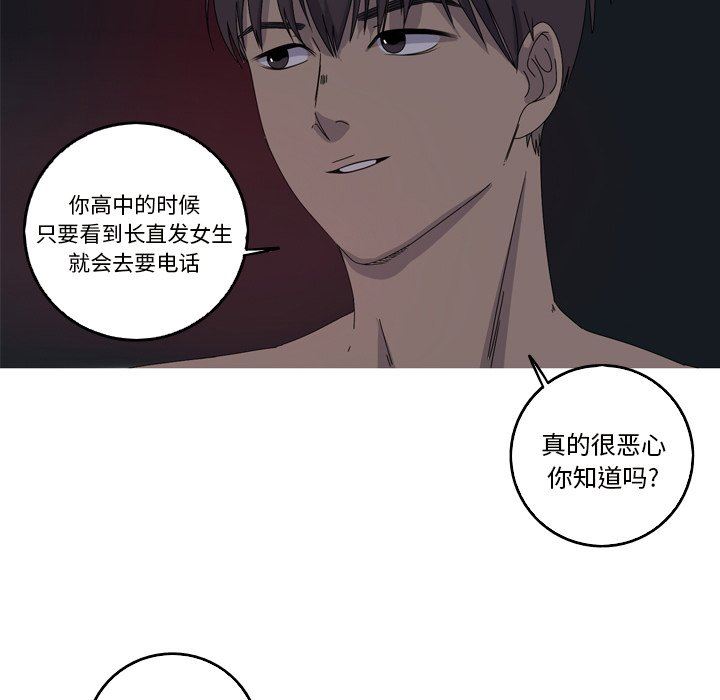 你高中的时候
只要看到长直发女生
就会去要电话
真的很恶心
你知道吗?